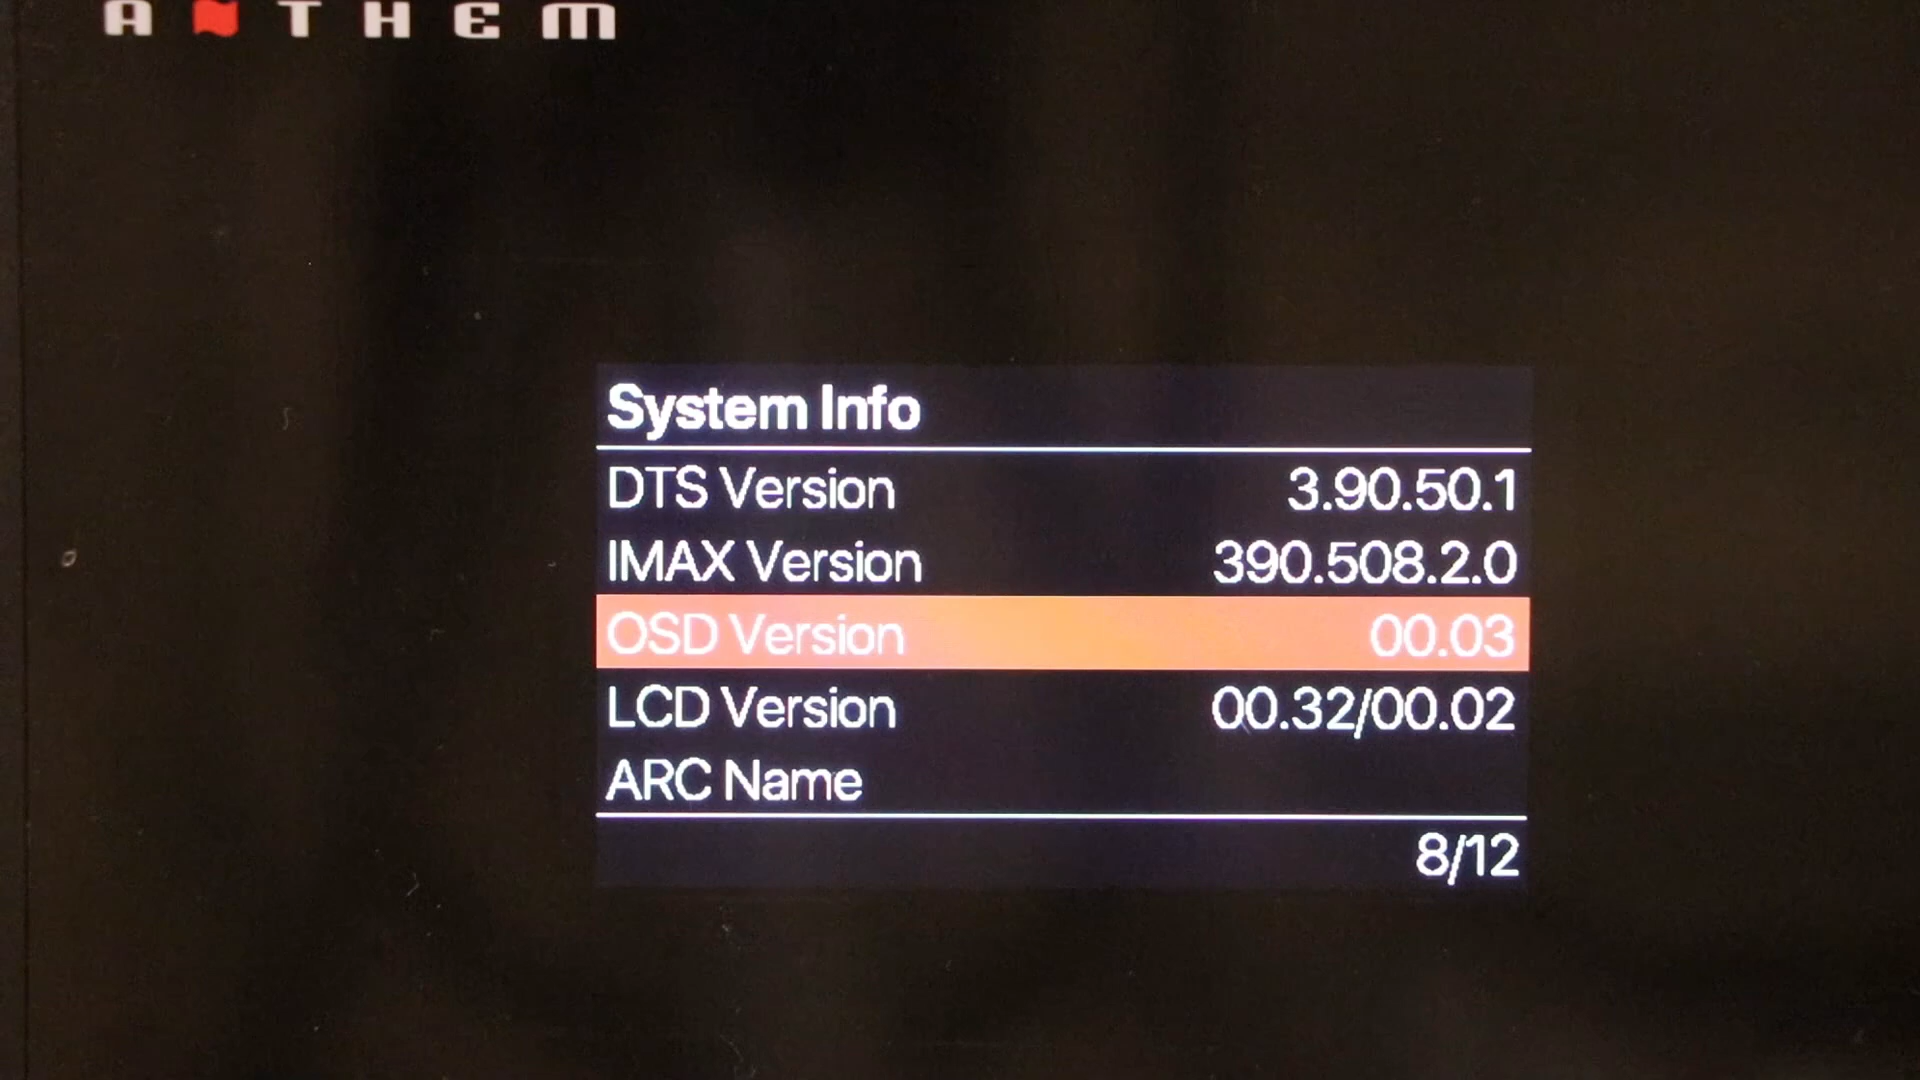 ANTHEM
System Info
DTS Version 3.90.50.1
IMAX Version 390.508.2.0
OSD Version 00.03
LCD Version 00.32/00.02
ARC Name
8/12